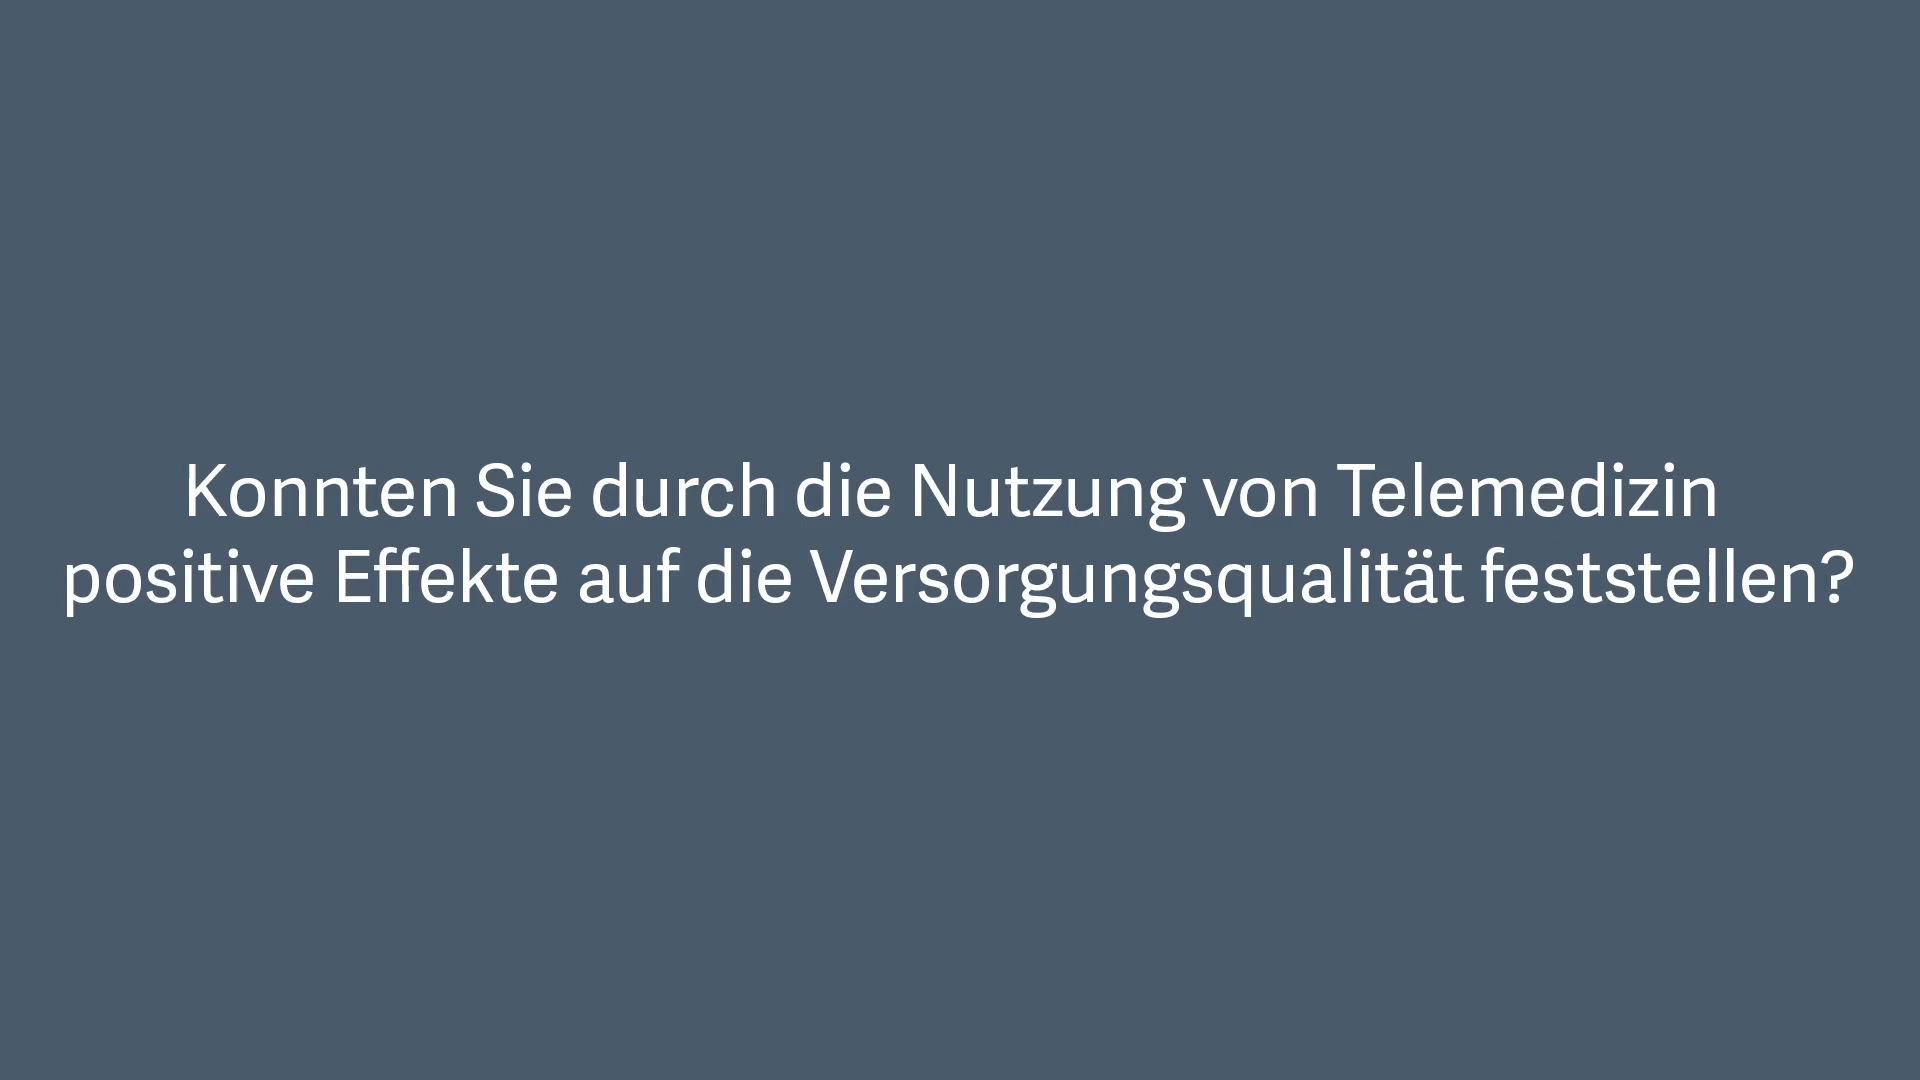 Konnten Sie durch die Nutzung von Telemedizin
positive Effekte auf die Versorgungsqualität feststellen?